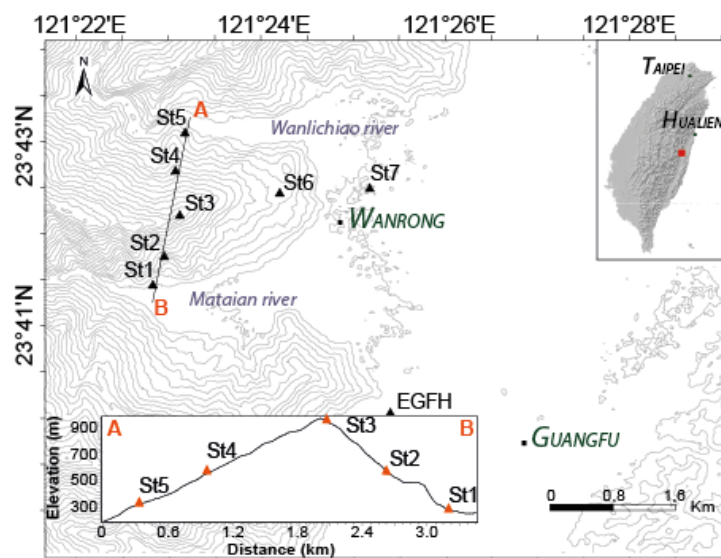 121°22'E 121°24'E 121°26'E 121°28'E
N
A
TAIPEI
HUALIEN
St5
Wanlichiao river
23°43'N
St4
St7
St6
St3
WANRONG
St2
St1
Mataian river
B
23°41'N
EGFH
GUANGFU
Elevation (m)
900
700
500
300
A
B
St3
St4
St2
St5
St1
0 0.6 1.2 1.8 2.4 3.0
Distance (km)
0 0.8 1.6
Km